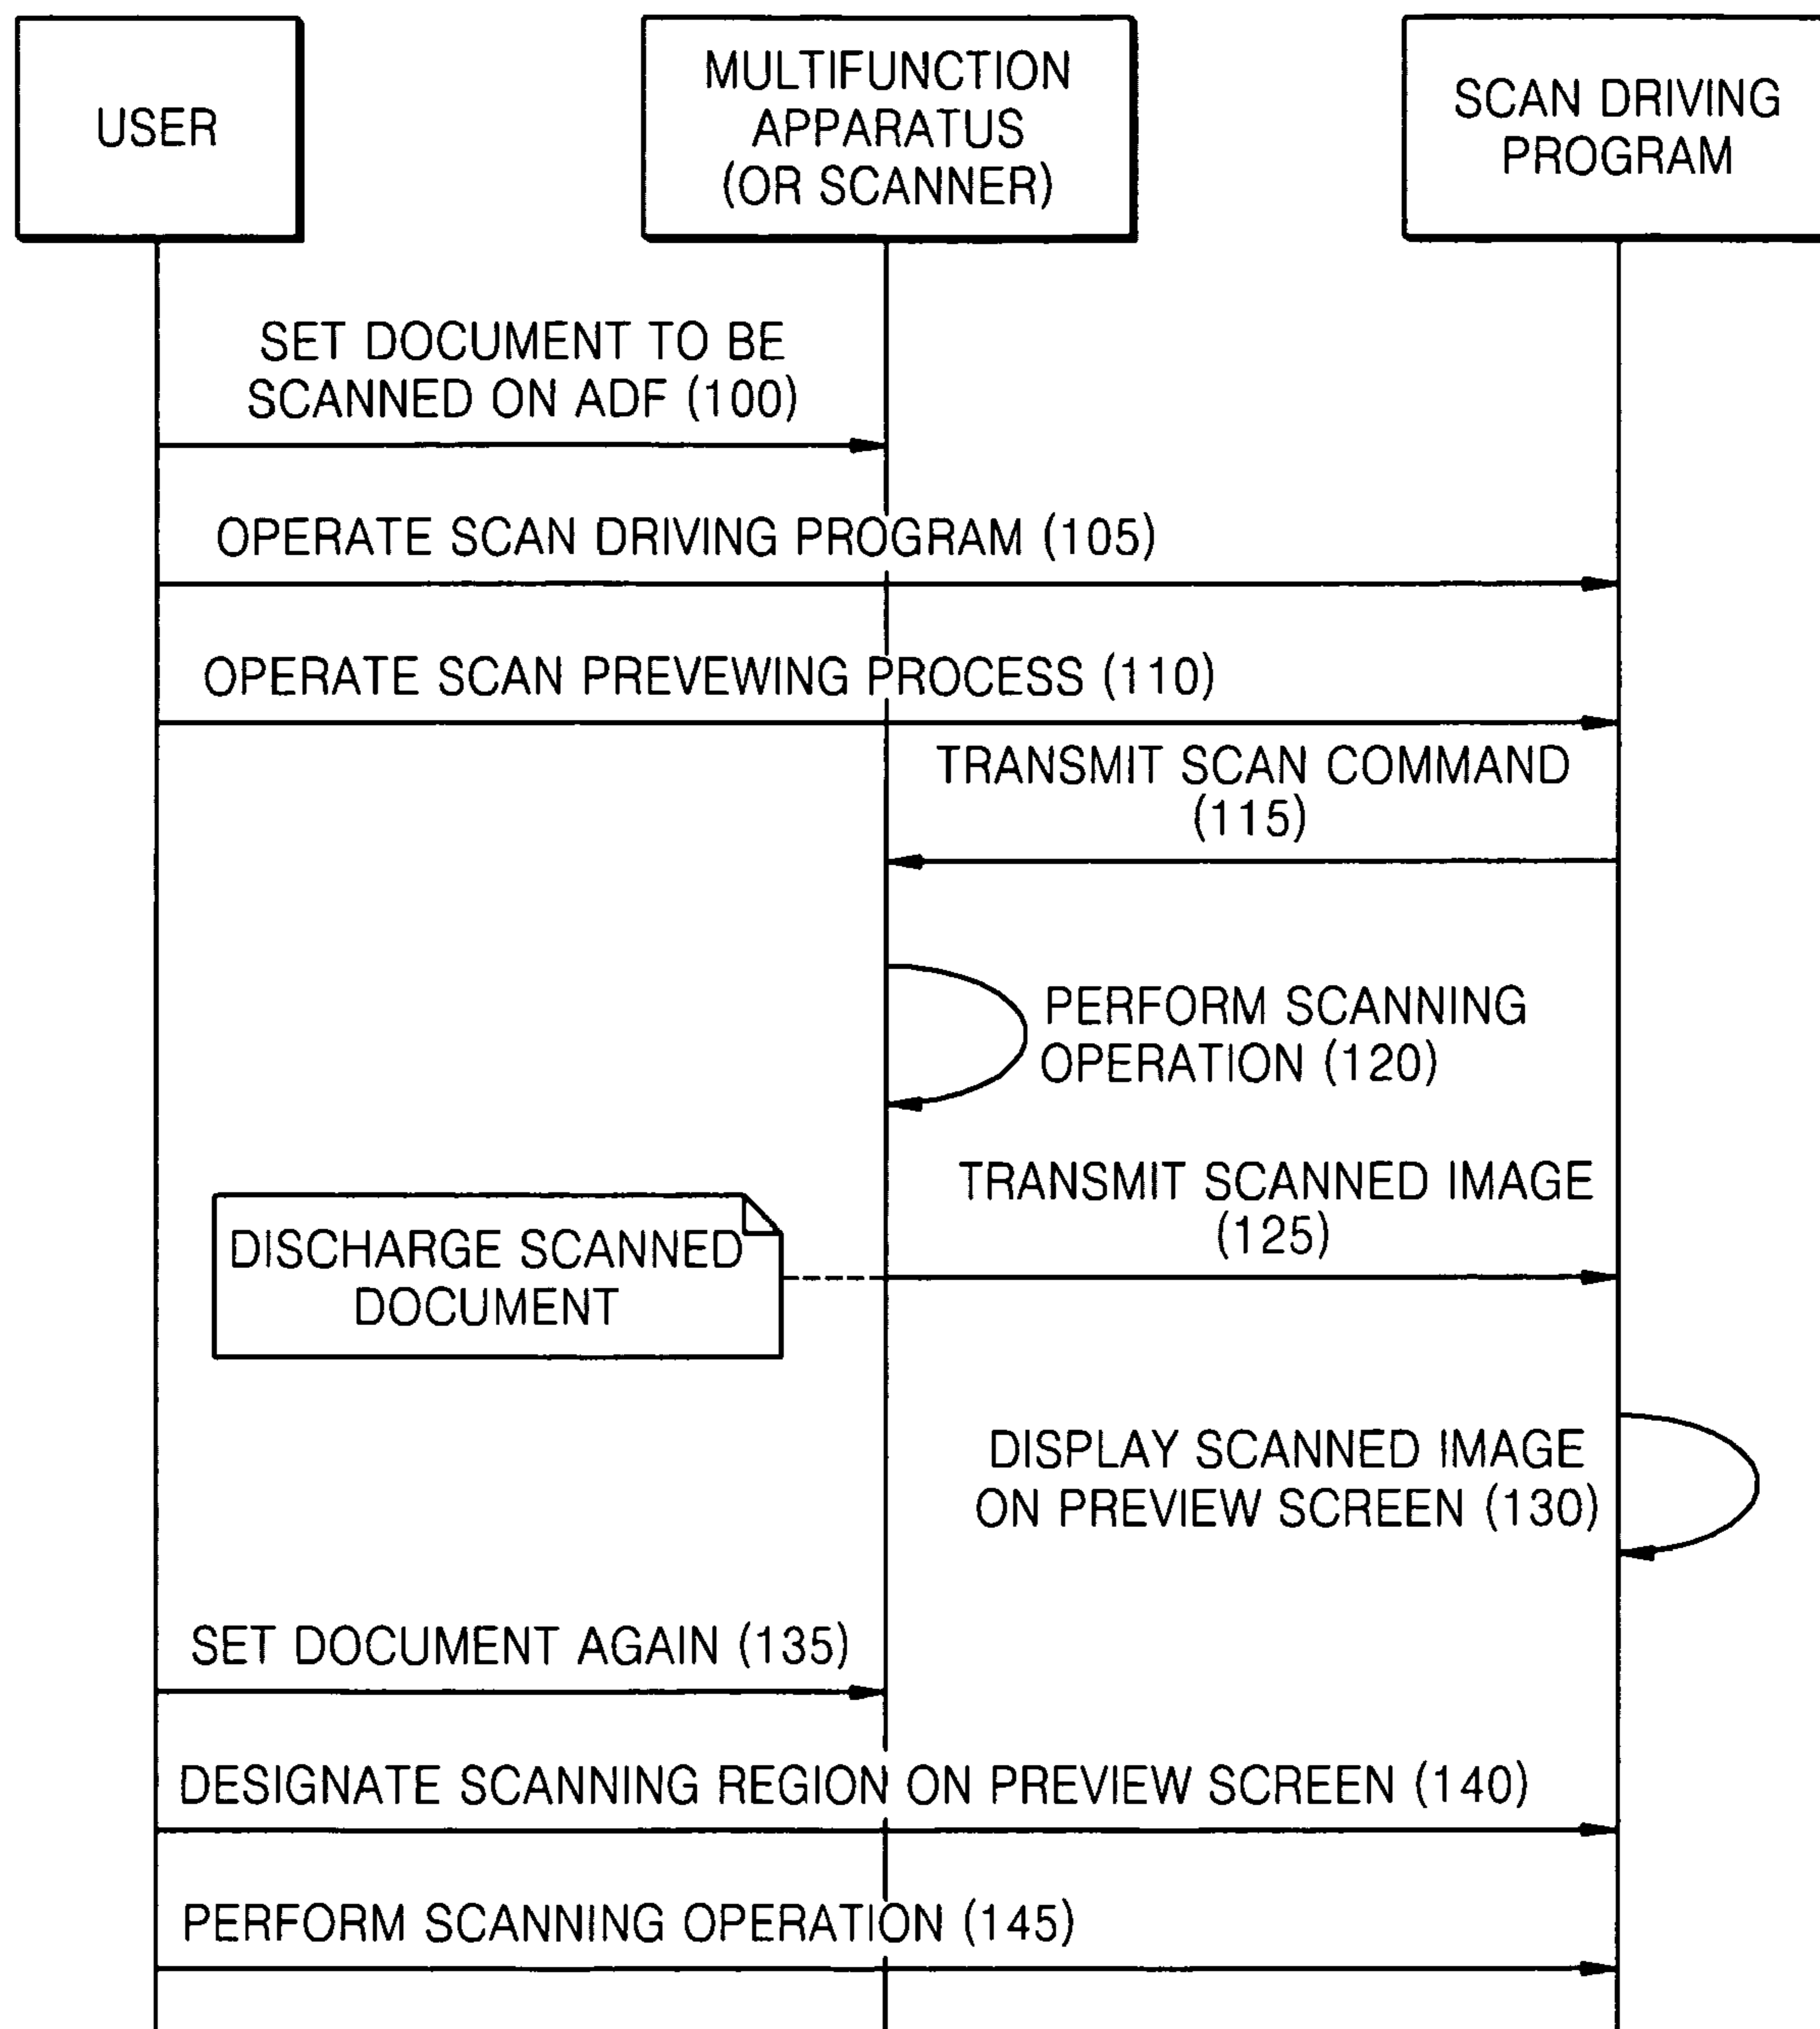 USER
MULTIFUNCTION
APPARATUS
(OR SCANNER)
SCAN DRIVING
PROGRAM
SET DOCUMENT TO BE
SCANNED ON ADF (100)
OPERATE SCAN DRIVING PROGRAM (105)
OPERATE SCAN PREVEWING PROCESS (110)
TRANSMIT SCAN COMMAND
(115)
PERFORM SCANNING
OPERATION (120)
TRANSMIT SCANNED IMAGE
(125)
DISCHARGE SCANNED
DOCUMENT
DISPLAY SCANNED IMAGE
ON PREVIEW SCREEN (130)
SET DOCUMENT AGAIN (135)
DESIGNATE SCANNING REGION ON PREVIEW SCREEN (140)
PERFORM SCANNING OPERATION (145)